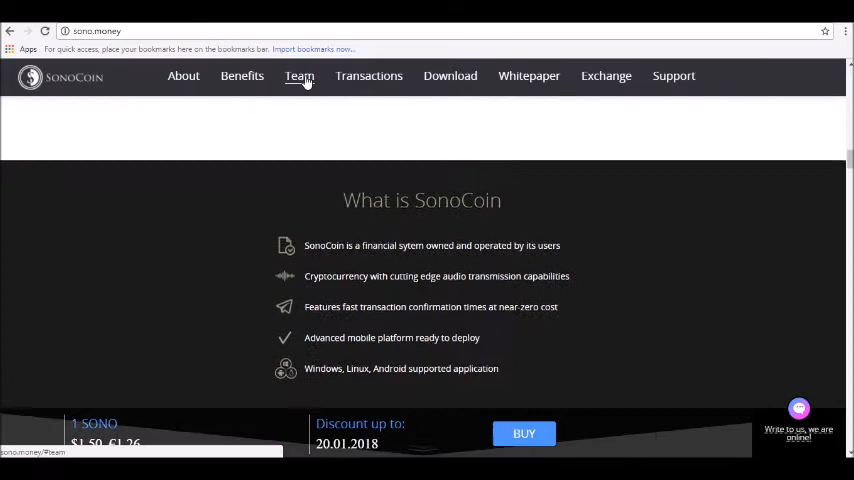 sono.money
Apps For quick access, place your bookmarks here on the bookmarks bar. Import bookmarks now...
SONOCOIN About Benefits Team Transactions Download Whitepaper Exchange Support
What is SonoCoin
SonoCoin is a financial sytem owned and operated by its users
Cryptocurrency with cutting edge audio transmission capabilities
Features fast transaction confirmation times at near-zero cost
Advanced mobile platform ready to deploy
Windows, Linux, Android supported application
1 SONO
$1.50 £1.26
Discount up to:
20.01.2018
BUY
Write to us, we are
online!
sono.money/#team